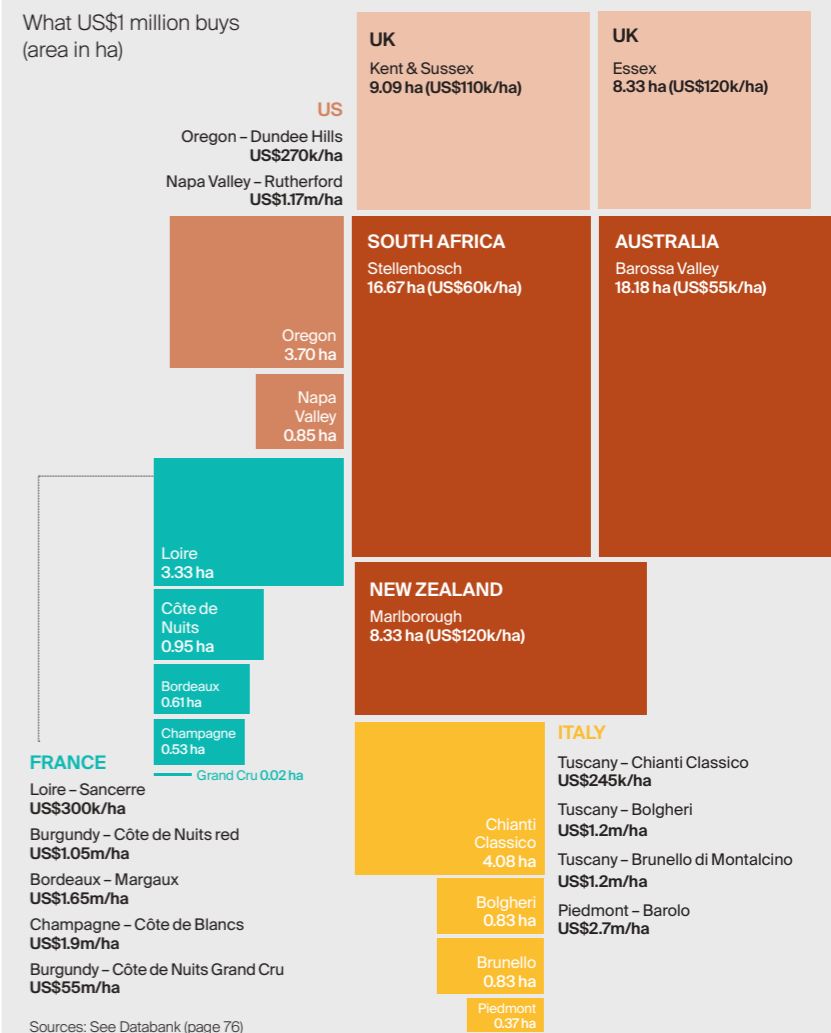 What US$1 million buys
(area in ha)
UK
Kent & Sussex
9.09 ha (US$110k/ha)
UK
Essex
8.33 ha (US$120k/ha)
US
Oregon – Dundee Hills
US$270k/ha
Napa Valley – Rutherford
US$1.17m/ha
Oregon
3.70 ha
Napa
Valley
0.85 ha
SOUTH AFRICA
Stellenbosch
16.67 ha (US$60k/ha)
AUSTRALIA
Barossa Valley
18.18 ha (US$55k/ha)
Loire
3.33 ha
Côte de
Nuits
0.95 ha
Bordeaux
0.61 ha
Champagne
0.53 ha
Grand Cru 0.02 ha
NEW ZEALAND
Marlborough
8.33 ha (US$120k/ha)
FRANCE
Loire – Sancerre
US$300k/ha
Burgundy – Côte de Nuits red
US$1.05m/ha
Bordeaux – Margaux
US$1.65m/ha
Champagne – Côte de Blancs
US$1.9m/ha
Burgundy – Côte de Nuits Grand Cru
US$55m/ha
Chianti
Classico
4.08 ha
Bolgheri
0.83 ha
Brunello
0.83 ha
Piedmont
0.37 ha
ITALY
Tuscany – Chianti Classico
US$245k/ha
Tuscany – Bolgheri
US$1.2m/ha
Tuscany – Brunello di Montalcino
US$1.2m/ha
Piedmont – Barolo
US$2.7m/ha
Sources: See Databank (page 76)